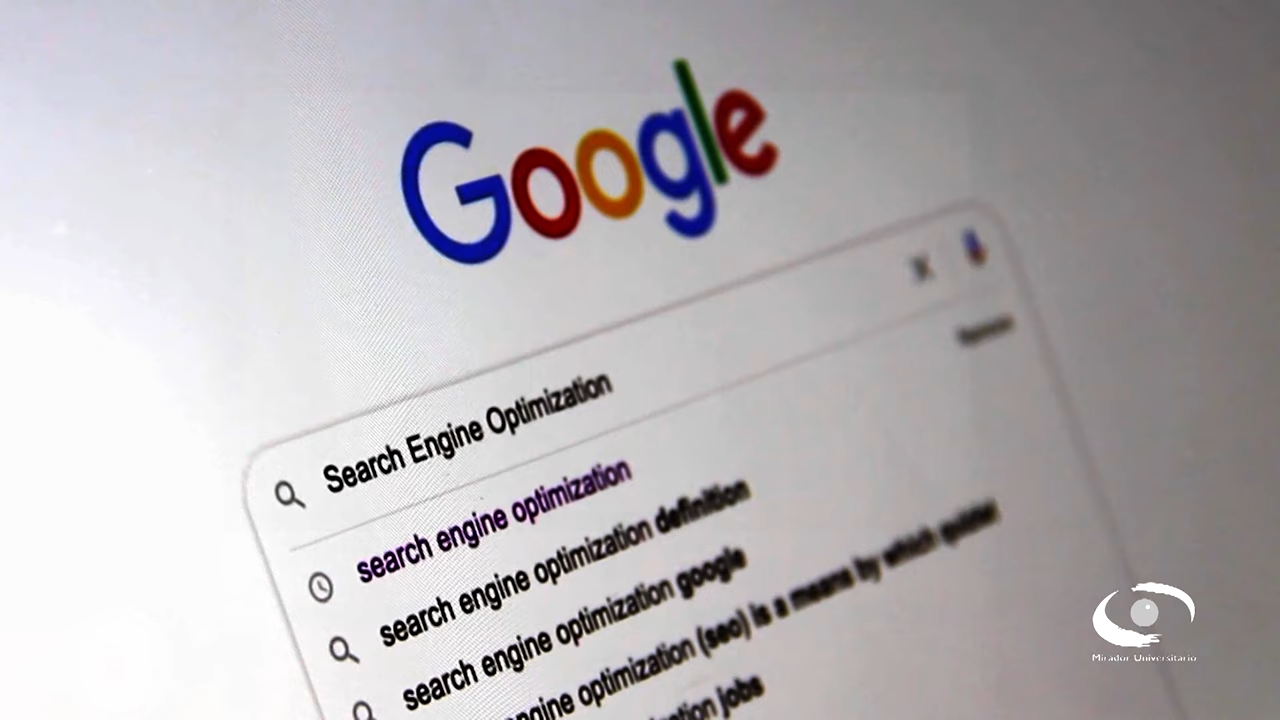 Google
Search Engine Optimization
Remove
search engine optimization
search engine optimization definition
search engine optimization google
engine optimization (seo) is a means by which
jobs
Mirador Universitario